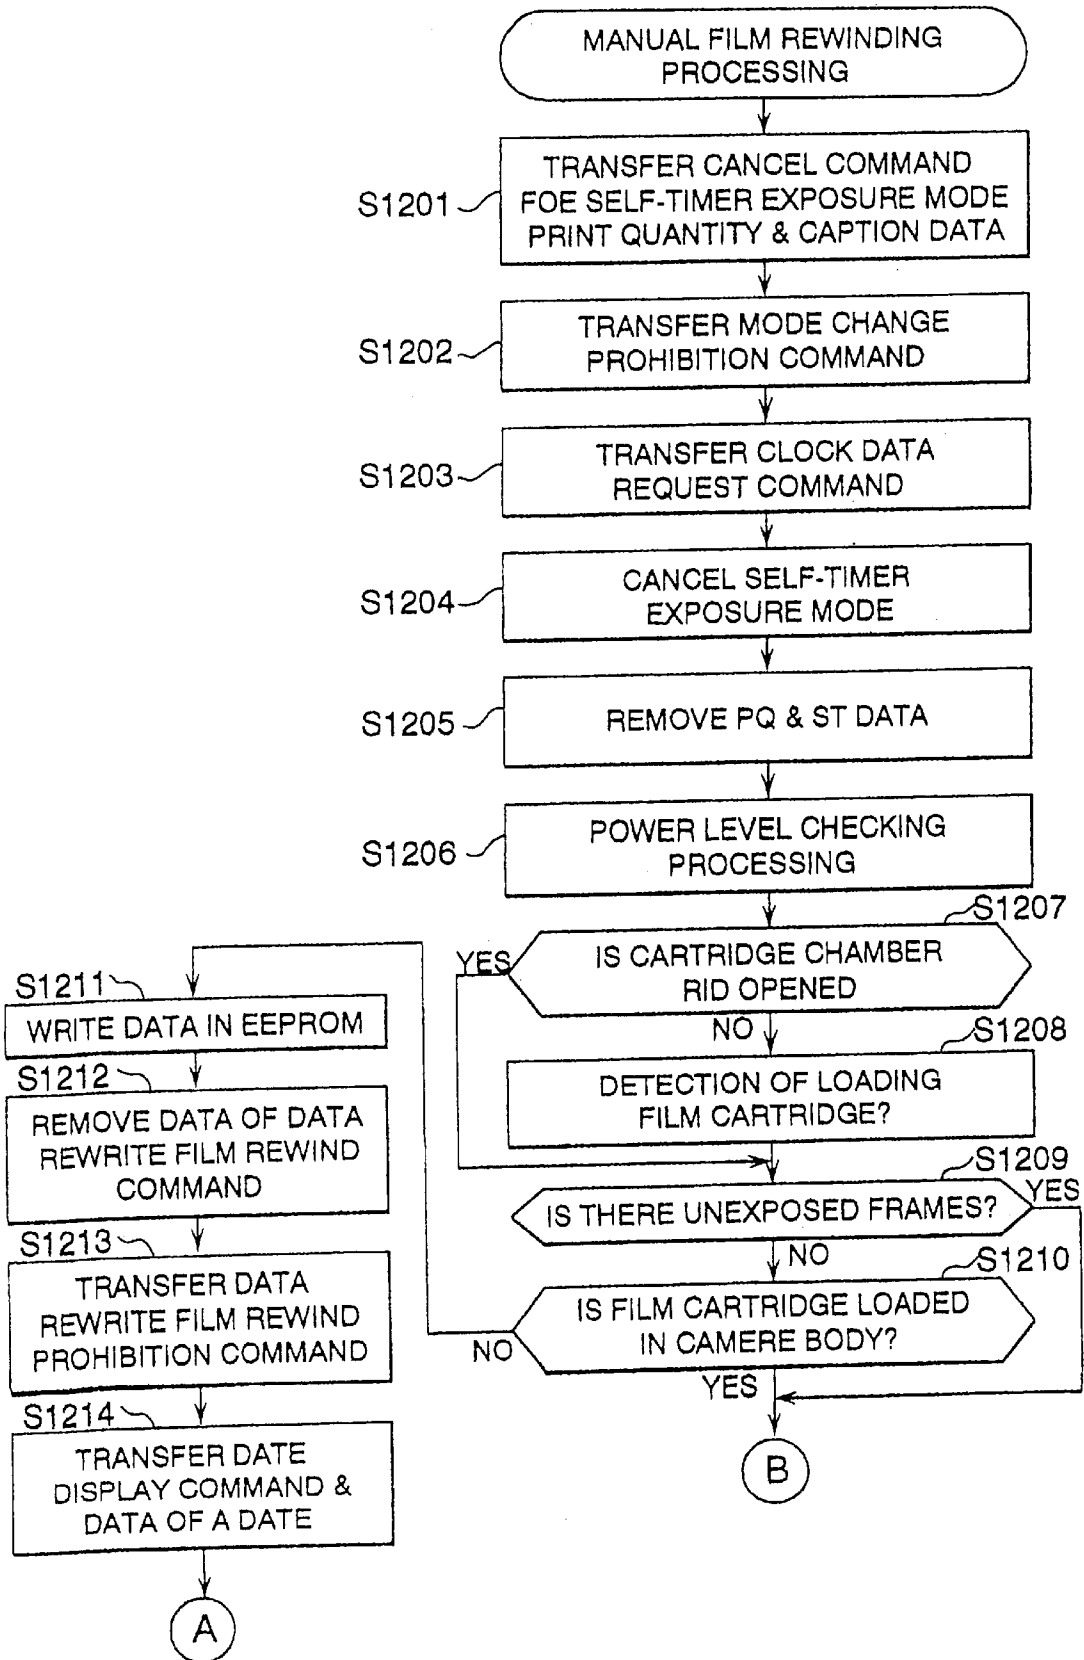 MANUAL FILM REWINDING
PROCESSING
S1201
TRANSFER CANCEL COMMAND
FOE SELF-TIMER EXPOSURE MODE
PRINT QUANTITY & CAPTION DATA
S1202
TRANSFER MODE CHANGE
PROHIBITION COMMAND
S1203
TRANSFER CLOCK DATA
REQUEST COMMAND
S1204
CANCEL SELF-TIMER
EXPOSURE MODE
S1205
REMOVE PQ & ST DATA
S1206
POWER LEVEL CHECKING
PROCESSING
S1207
IS CARTRIDGE CHAMBER
RID OPENED
YES
NO
S1208
DETECTION OF LOADING
FILM CARTRIDGE?
S1209
IS THERE UNEXPOSED FRAMES?
YES
NO
S1210
IS FILM CARTRIDGE LOADED
IN CAMERE BODY?
NO
YES
B
S1211
WRITE DATA IN EEPROM
S1212
REMOVE DATA OF DATA
REWRITE FILM REWIND
COMMAND
S1213
TRANSFER DATA
REWRITE FILM REWIND
PROHIBITION COMMAND
S1214
TRANSFER DATE
DISPLAY COMMAND &
DATA OF A DATE
A